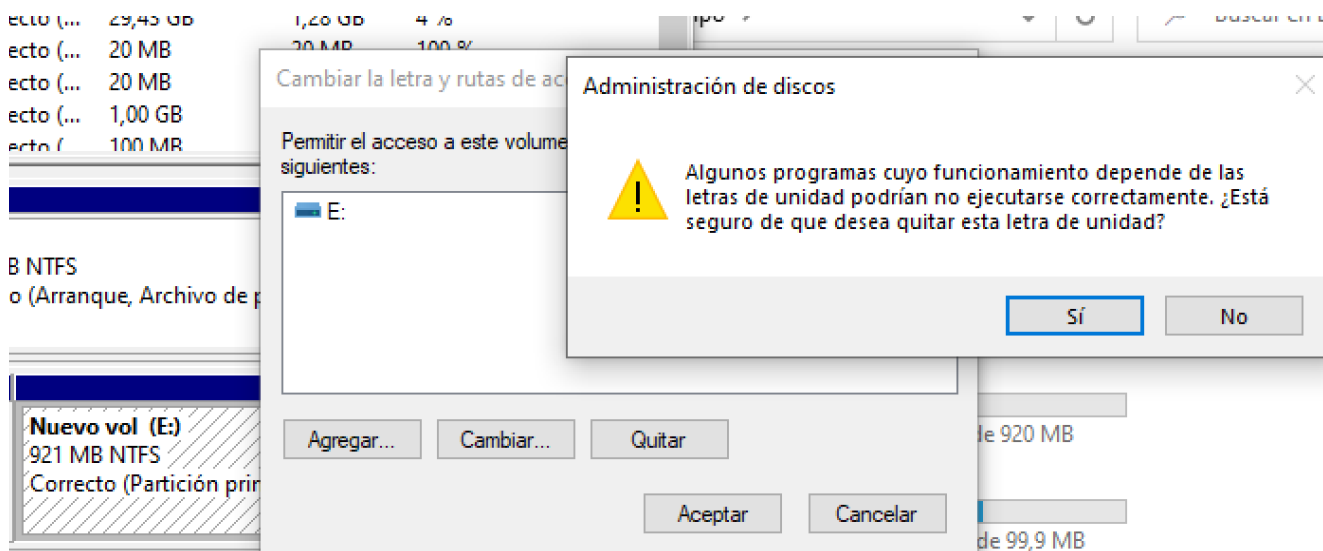 29,45 GB 1,28 GB 4 %
ecto (... 20 MB 20 MB 100 %
ecto (... 20 MB
ecto (... 1,00 GB
ecto ( 100 MB
Cambiar la letra y rutas de
Permitir el acceso a este
siguientes:
E:
Administración de discos
Algunos programas cuyo funcionamiento depende de las
letras de unidad podrían no ejecutarse correctamente. ¿Está
seguro de que desea quitar esta letra de unidad?
Sí No
B NTFS
o (Arranque, Archivo de
Nuevo vol (E:)
921 MB NTFS
Correcto (Partición
Agregar... Cambiar... Quitar
Aceptar Cancelar
de 920 MB
de 99,9 MB
Buscar en